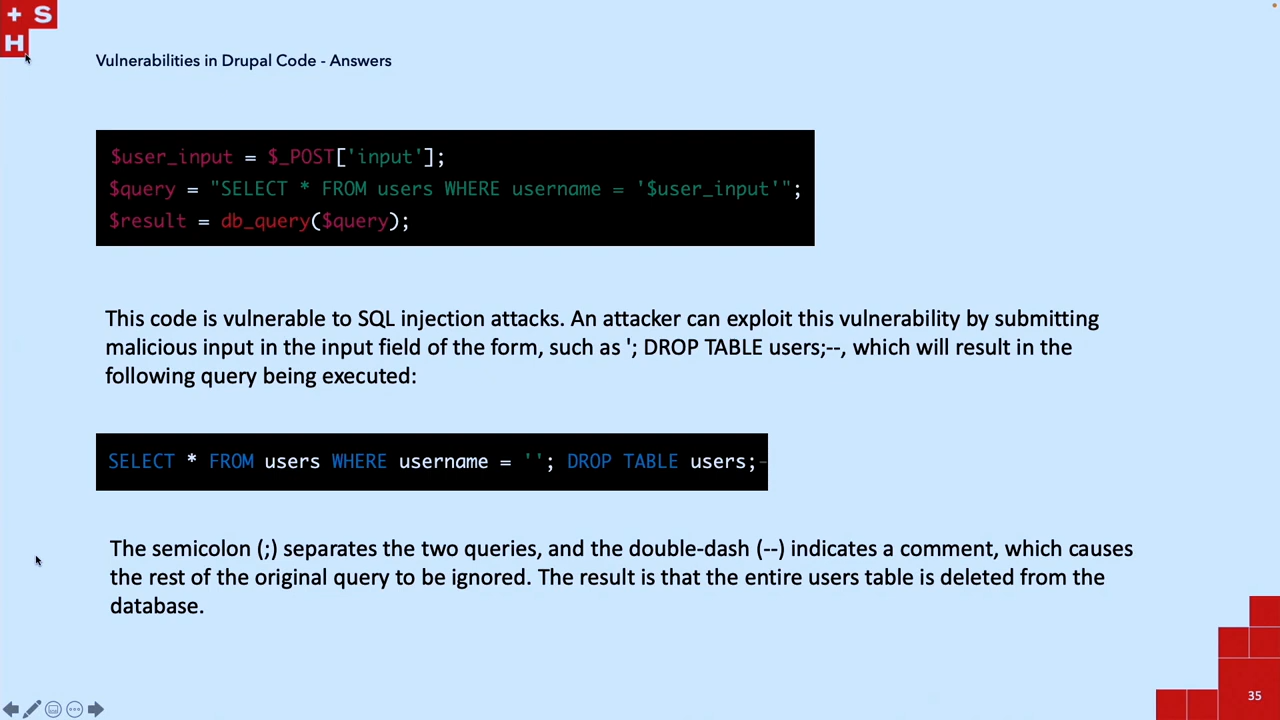 + S
H
Vulnerabilities in Drupal Code - Answers
$user_input = $_POST['input'];
$query = "SELECT * FROM users WHERE username = '$user_input'";
$result = db_query($query);
This code is vulnerable to SQL injection attacks. An attacker can exploit this vulnerability by submitting
malicious input in the input field of the form, such as '; DROP TABLE users;--, which will result in the
following query being executed:
SELECT * FROM users WHERE username = ''; DROP TABLE users;-
The semicolon (;) separates the two queries, and the double-dash (--) indicates a comment, which causes
the rest of the original query to be ignored. The result is that the entire users table is deleted from the
database.
35